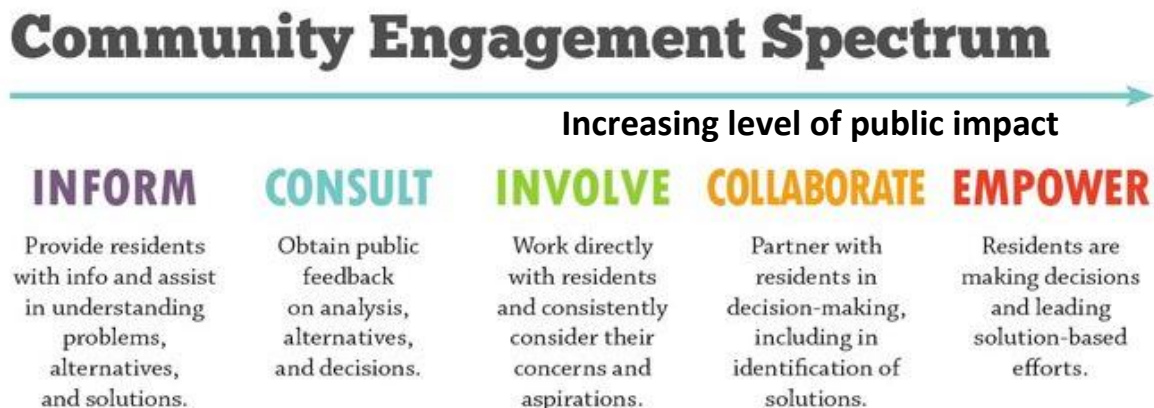 Community Engagement Spectrum
Increasing level of public impact
INFORM
Provide residents
with info and assist
in understanding
problems,
alternatives,
and solutions.
CONSULT
Obtain public
feedback
on analysis,
alternatives,
and decisions.
INVOLVE
Work directly
with residents
and consistently
consider their
concerns and
aspirations.
COLLABORATE
Partner with
residents in
decision-making,
including in
identification of
solutions.
EMPOWER
Residents are
making decisions
and leading
solution-based
efforts.